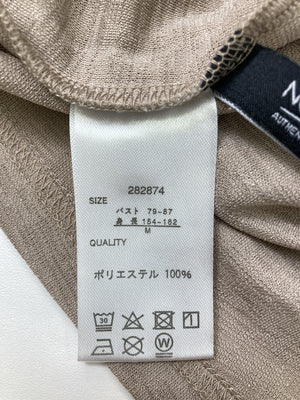 282874
SIZE
バスト 79-87
身 長 154-162
M
QUALITY
ポリエステル 100%
30
W
N
AUTHEN